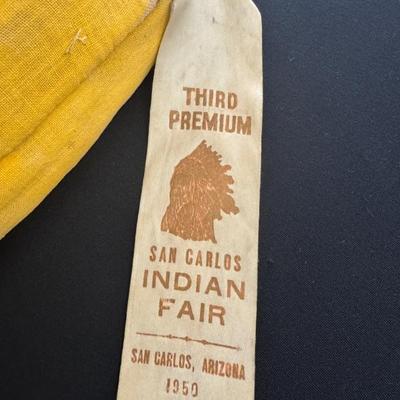 THIRD
PREMIUM
SAN CARLOS
INDIAN
FAIR
SAN CARLOS, ARIZONA
1950